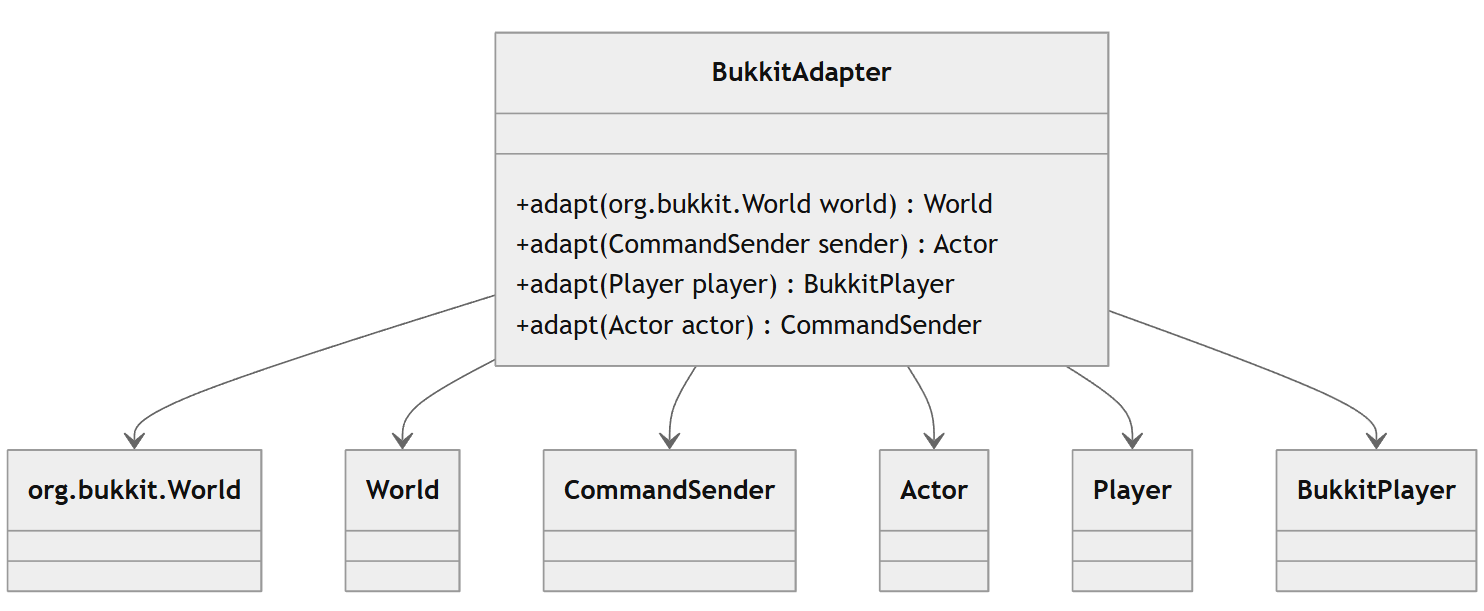 BukkitAdapter
+adapt(org.bukkit.World world) : World
+adapt(CommandSender sender) : Actor
+adapt(Player player) : BukkitPlayer
+adapt(Actor actor) : CommandSender
org.bukkit.World
World
CommandSender
Actor
Player
BukkitPlayer